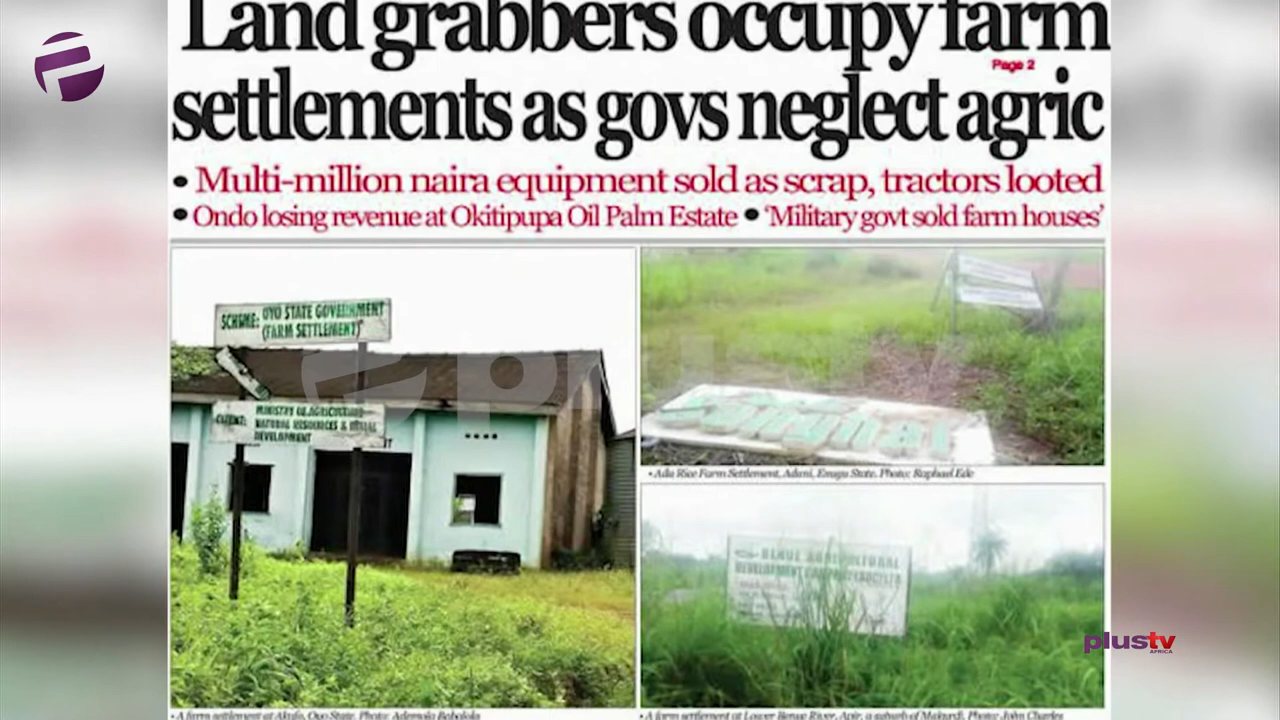 Land grabbers occupy farm
Page 2
settlements as govs neglect agric
• Multi-million naira equipment sold as scrap, tractors looted
• Ondo losing revenue at Okitipupa Oil Palm Estate • ‘Military govt sold farm houses’
SCHEME: OYO STATE GOVERNMENT
(FARM SETTLEMENT)
CLIENT: MINISTRY OF AGRICULTURE
NATURAL RESOURCES & RURAL
DEVELOPMENT
• Ada Rice Farm Settlement, Adani, Enugu State. Photo: Raphael Ede
BENUE AGRICULTURAL
DEVELOPMENT
• A farm settlement at Akufo, Oyo State. Photo: Ademola Babalola
• A farm settlement at Lower Benue River, Apir, a suburb of Makurdi. Photo: John Charles
plustv
AFRICA
plustv